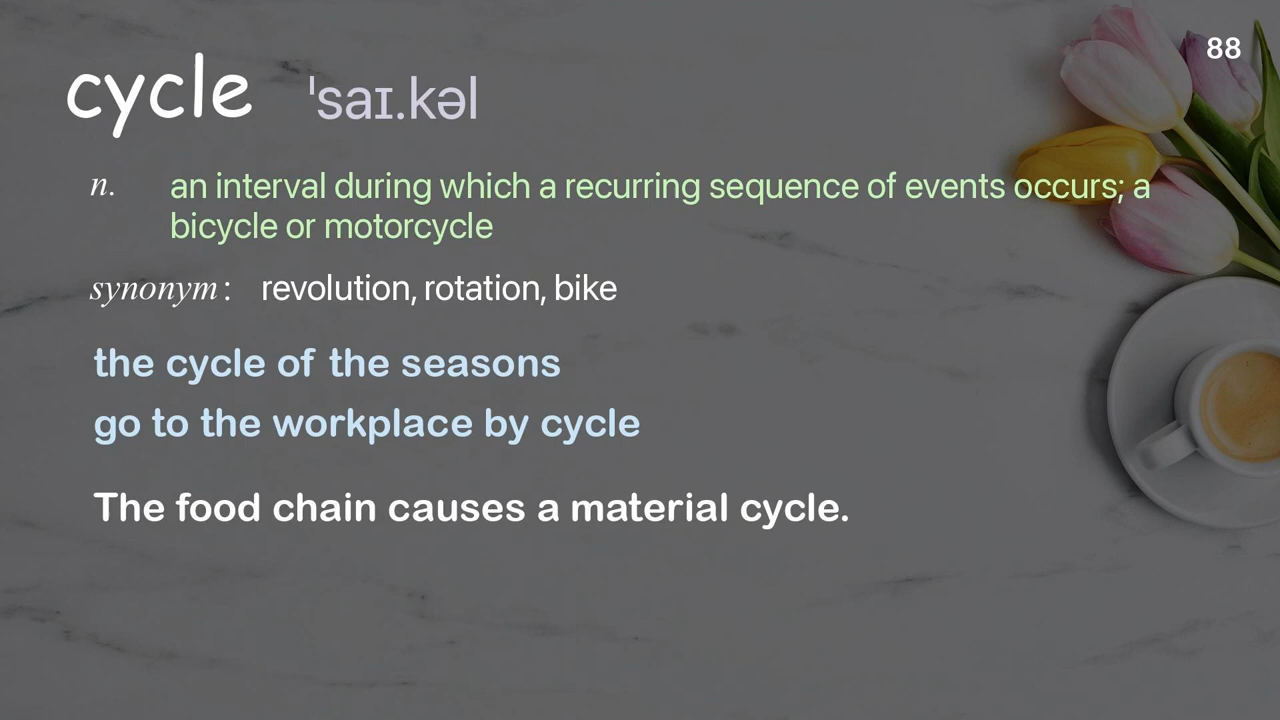 88
cycle ˈsaɪ.kəl
n. an interval during which a recurring sequence of events occurs; a
bicycle or motorcycle
synonym: revolution, rotation, bike
the cycle of the seasons
go to the workplace by cycle
The food chain causes a material cycle.